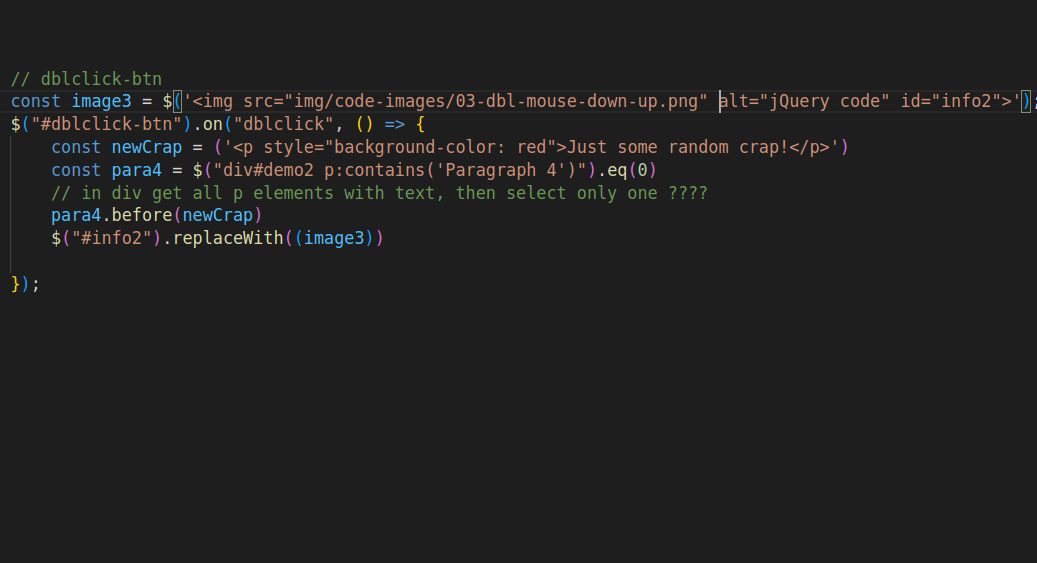 // dblclick-btn
const image3 = $('<img src="img/code-images/03-dbl-mouse-down-up.png" alt="jQuery code" id="info2">');
$("#dblclick-btn").on("dblclick", () => {
    const newCrap = ('<p style="background-color: red">Just some random crap!</p>')
    const para4 = $("div#demo2 p:contains('Paragraph 4')").eq(0)
    // in div get all p elements with text, then select only one ????
    para4.before(newCrap)
    $("#info2").replaceWith((image3))
});